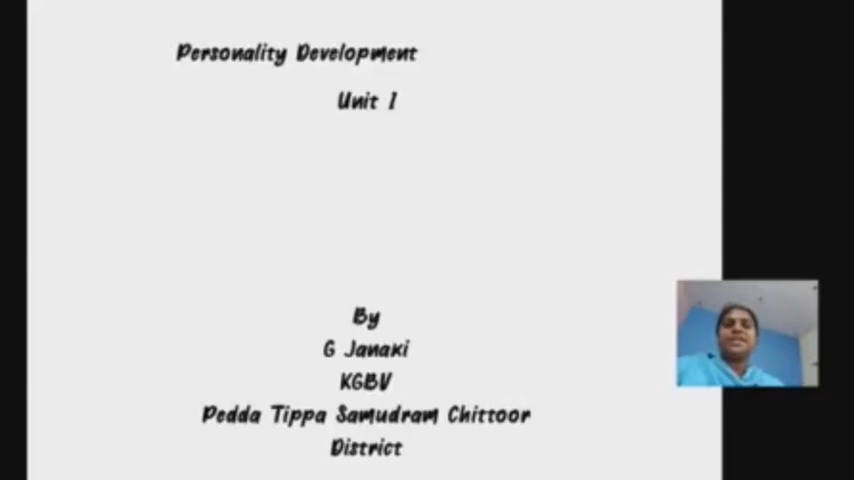 Personality Development
Unit I
By
G Janaki
KGBV
Pedda Tippa Samudram Chittoor
District